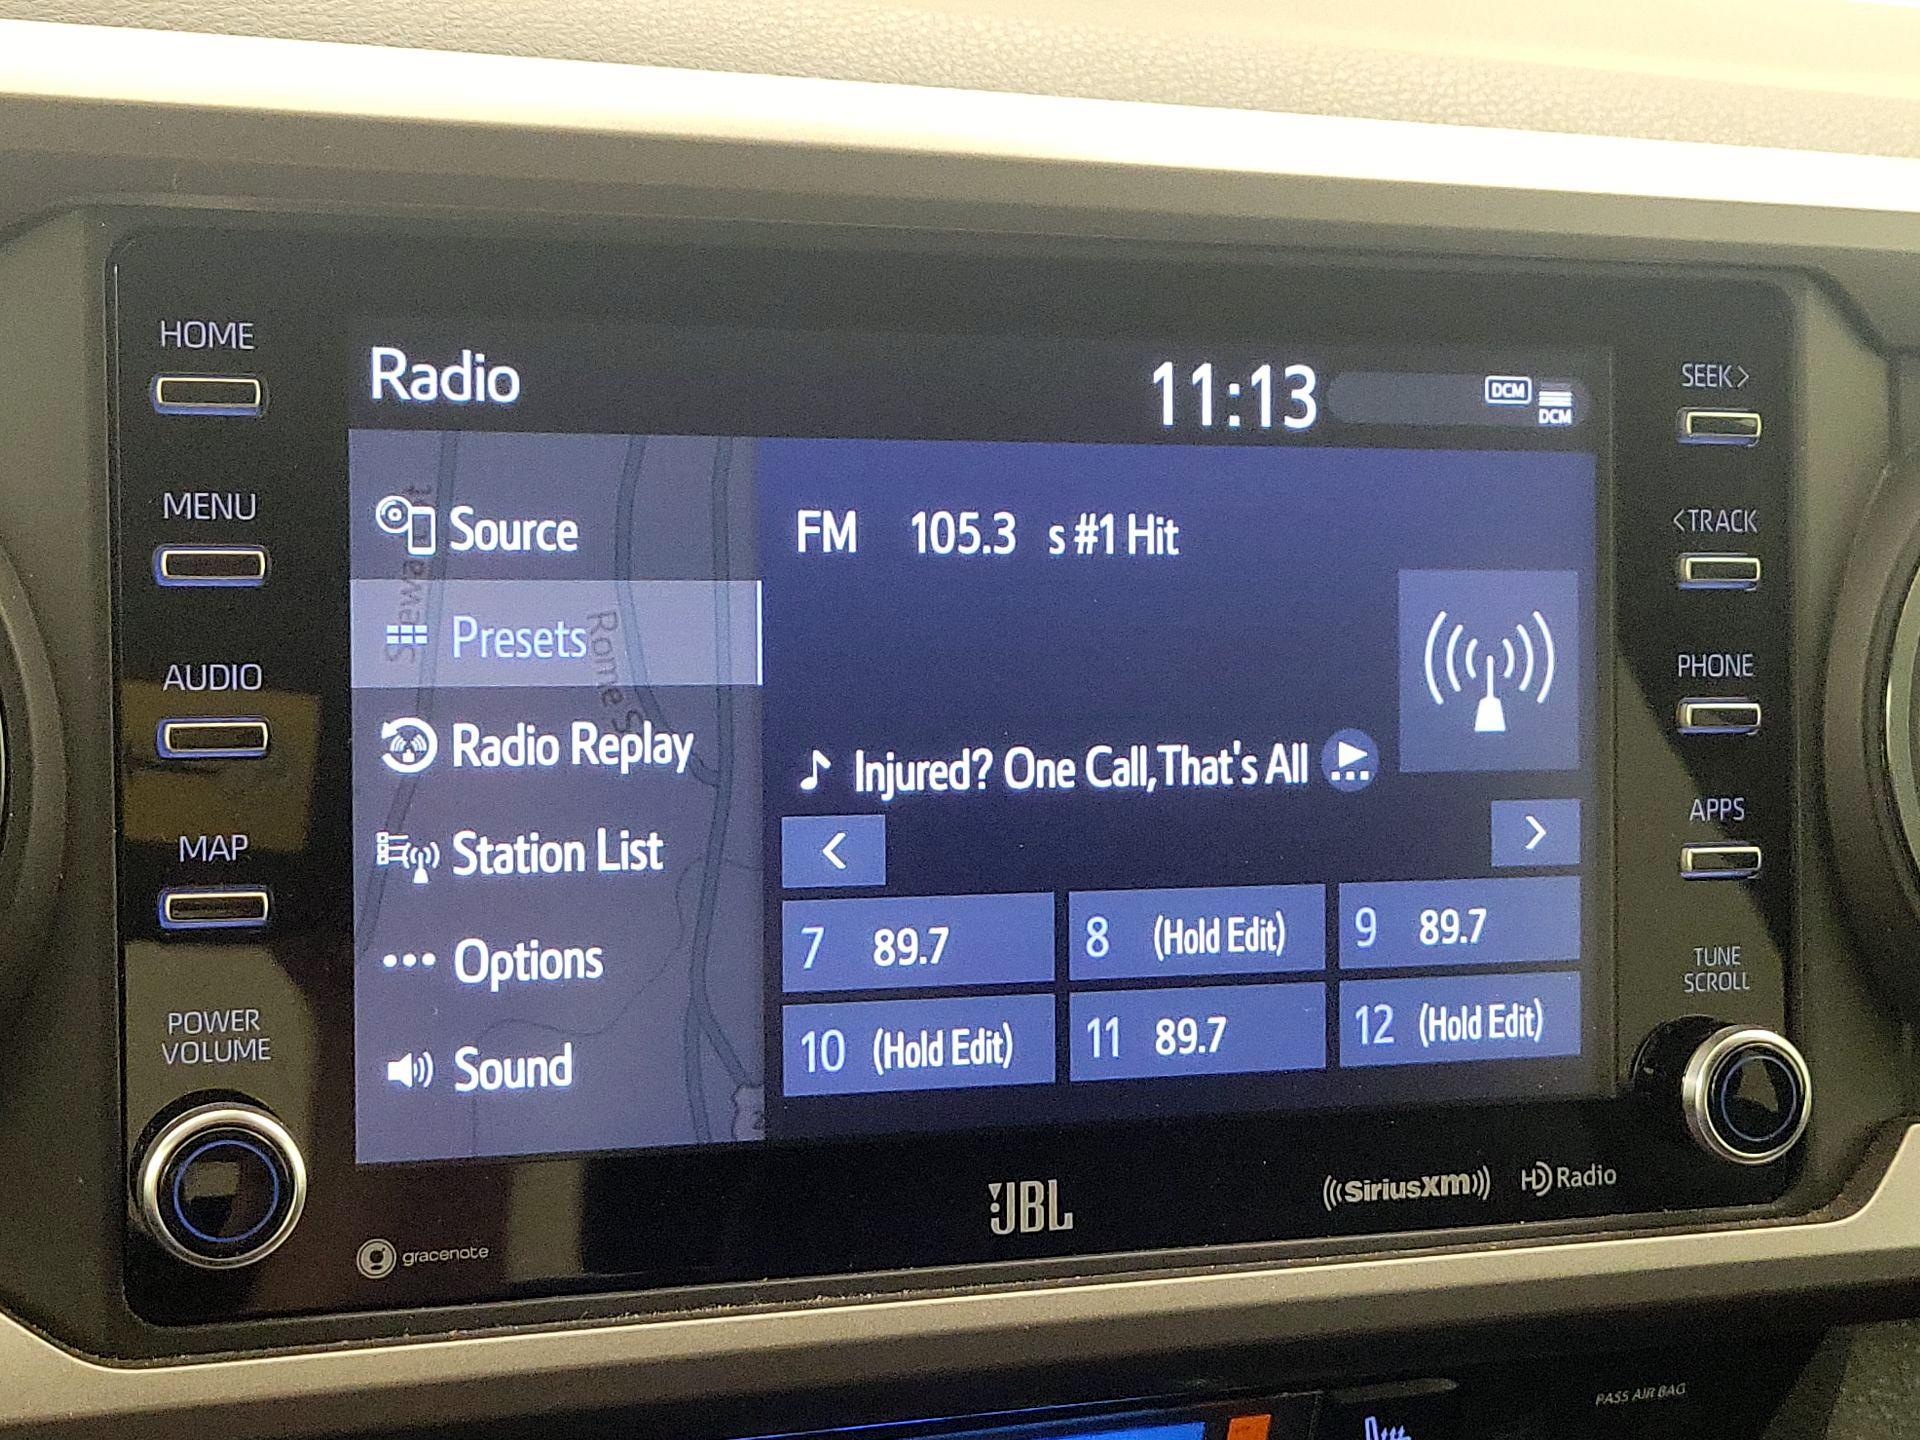 HOME
MENU
AUDIO
MAP
POWER
VOLUME
Radio
11:13
DCM
DCM
Source
Presets
Radio Replay
Station List
Options
Sound
Rome S
FM 105.3 s #1 Hit
Injured? One Call,That's All
7 89.7
8 (Hold Edit)
9 89.7
10 (Hold Edit)
11 89.7
12 (Hold Edit)
SEEK>
<TRACK
PHONE
APPS
TUNE
SCROLL
gracenote
JBL
((SiriusXM))
HD Radio
PASS AIR BAG